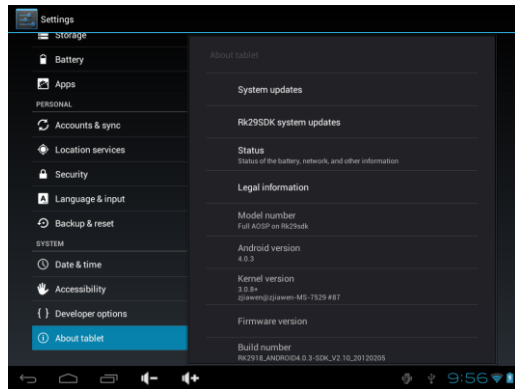 Settings
Storage
Battery
Apps
PERSONAL
Accounts & sync
Location services
Security
Language & input
Backup & reset
SYSTEM
Date & time
Accessibility
{ } Developer options
About tablet
About tablet
System updates
Rk29SDK system updates
Status
Status of the battery, network, and other information
Legal information
Model number
Full AOSP on Rk29sdk
Android version
4.0.3
Kernel version
3.0.8+
zjiawen@zjiawen-MS-7529 #87
Firmware version
Build number
RK2918_ANDROID4.0.3-SDK_V2.10_20120205
9:56